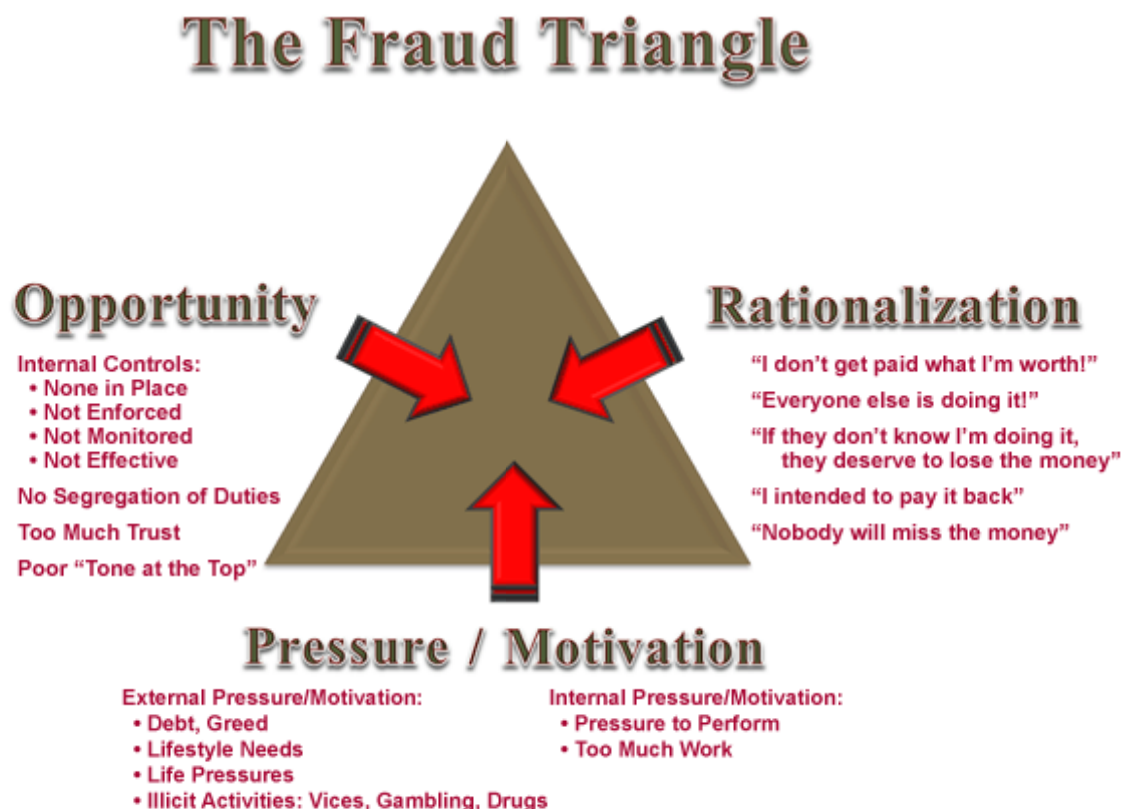 The Fraud Triangle
Opportunity
Internal Controls:
• None in Place
• Not Enforced
• Not Monitored
• Not Effective
No Segregation of Duties
Too Much Trust
Poor “Tone at the Top”
Rationalization
“I don’t get paid what I’m worth!”
“Everyone else is doing it!”
“If they don’t know I’m doing it,
they deserve to lose the money”
“I intended to pay it back”
“Nobody will miss the money”
Pressure / Motivation
External Pressure/Motivation:
• Debt, Greed
• Lifestyle Needs
• Life Pressures
• Illicit Activities: Vices, Gambling, Drugs
Internal Pressure/Motivation:
• Pressure to Perform
• Too Much Work